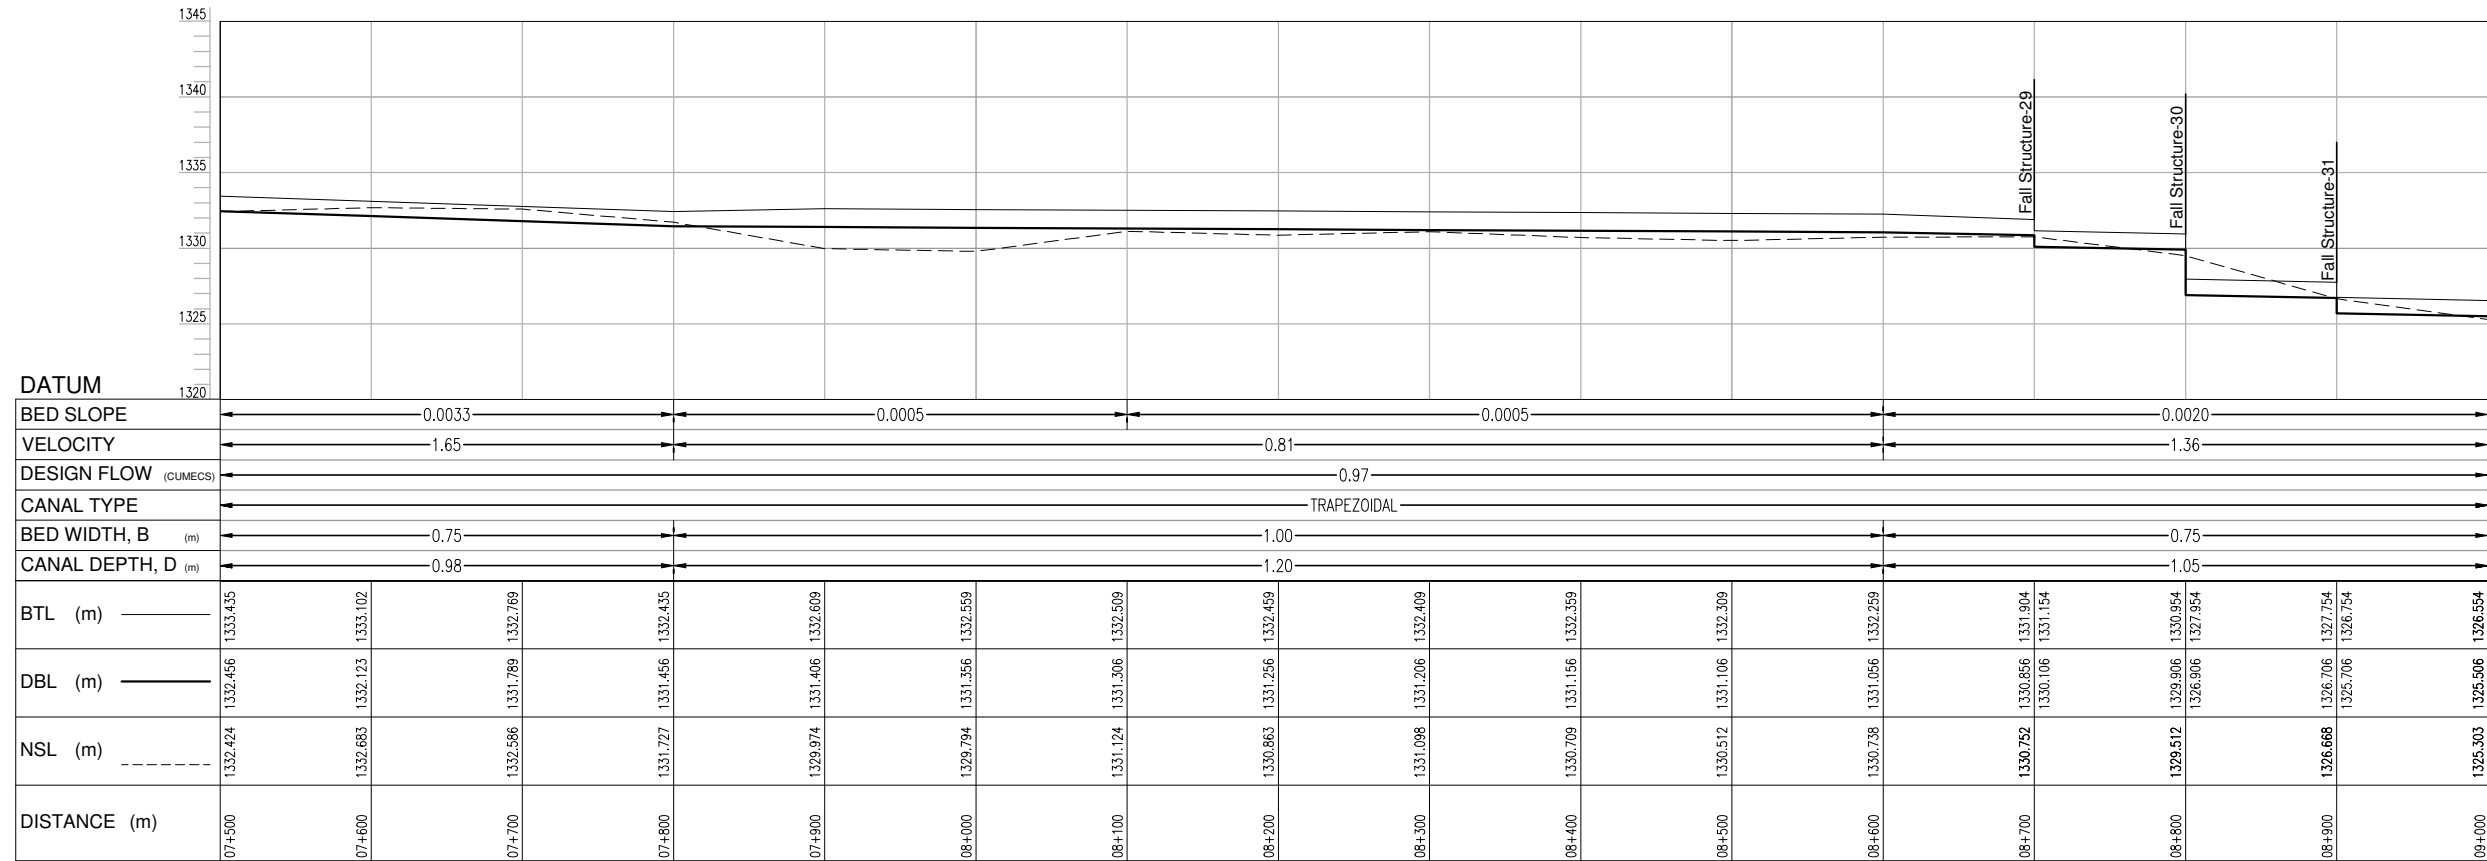 1345
1340
1335
1330
1325
1320
Fall Structure-29
Fall Structure-30
Fall Structure-31
DATUM
BED SLOPE 0.0033 0.0005 0.0005 0.0020
VELOCITY 1.65 0.81 1.36
DESIGN FLOW (CUMECS) 0.97
CANAL TYPE TRAPEZOIDAL
BED WIDTH, B (m) 0.75 1.00 0.75
CANAL DEPTH, D (m) 0.98 1.20 1.05
BTL (m) 1333.435 1333.102 1332.769 1332.435 1332.609 1332.559 1332.509 1332.459 1332.409 1332.359 1332.309 1332.259 1331.904 1331.154 1330.954 1327.954 1327.754 1326.754 1326.554
DBL (m) 1332.456 1332.123 1331.789 1331.456 1331.406 1331.356 1331.306 1331.256 1331.206 1331.156 1331.106 1331.056 1330.856 1330.106 1329.906 1326.906 1326.706 1325.706 1325.506
NSL (m) 1332.424 1332.683 1332.586 1331.727 1329.974 1329.794 1331.124 1330.863 1331.098 1330.709 1330.512 1330.738 1330.752 1329.512 1326.668 1325.303
DISTANCE (m) 07+500 07+600 07+700 07+800 07+900 08+000 08+100 08+200 08+300 08+400 08+500 08+600 08+700 08+800 08+900 09+000